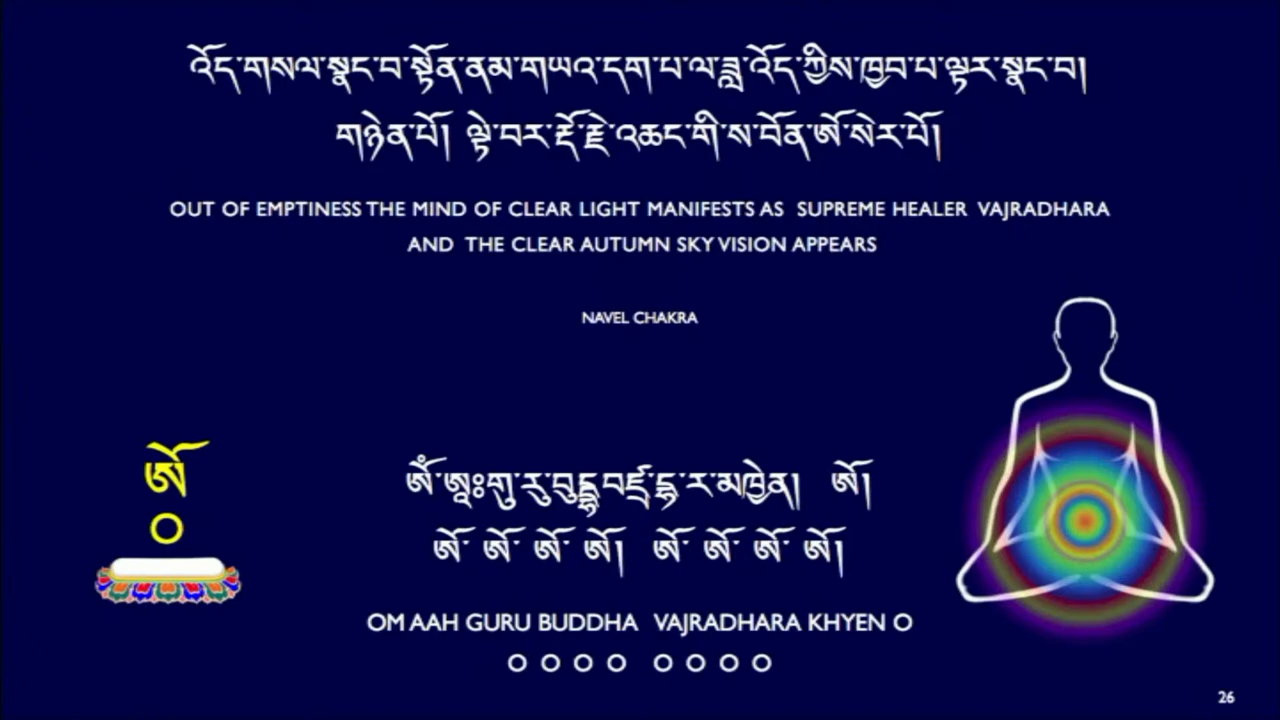 འོད་གསལ་སྣང་བ་སྟོན་ནམ་གཡའ་དག་པ་ལ་ཟླ་འོད་ཀྱིས་ཁྱབ་པ་ལྟར་སྣང་བ།
གཉེན་པོ། ལྟེ་བར་རྡོ་རྗེ་འཆང་གི་ས་བོན་ཨོ་སེར་པོ།
OUT OF EMPTINESS THE MIND OF CLEAR LIGHT MANIFESTS AS SUPREME HEALER VAJRADHARA
AND THE CLEAR AUTUMN SKY VISION APPEARS
NAVEL CHAKRA
ཨོ
O
ཨོཾ་ཨཱཿགུ་རུ་བུདྡྷ་བཛྲ་དྷ་ར་མཁྱེན། ཨོ།
ཨོ་ ཨོ་ ཨོ་ ཨོ། ཨོ་ ཨོ་ ཨོ་ ཨོ།
OM AAH GURU BUDDHA VAJRADHARA KHYEN O
O O O O O O O O
26